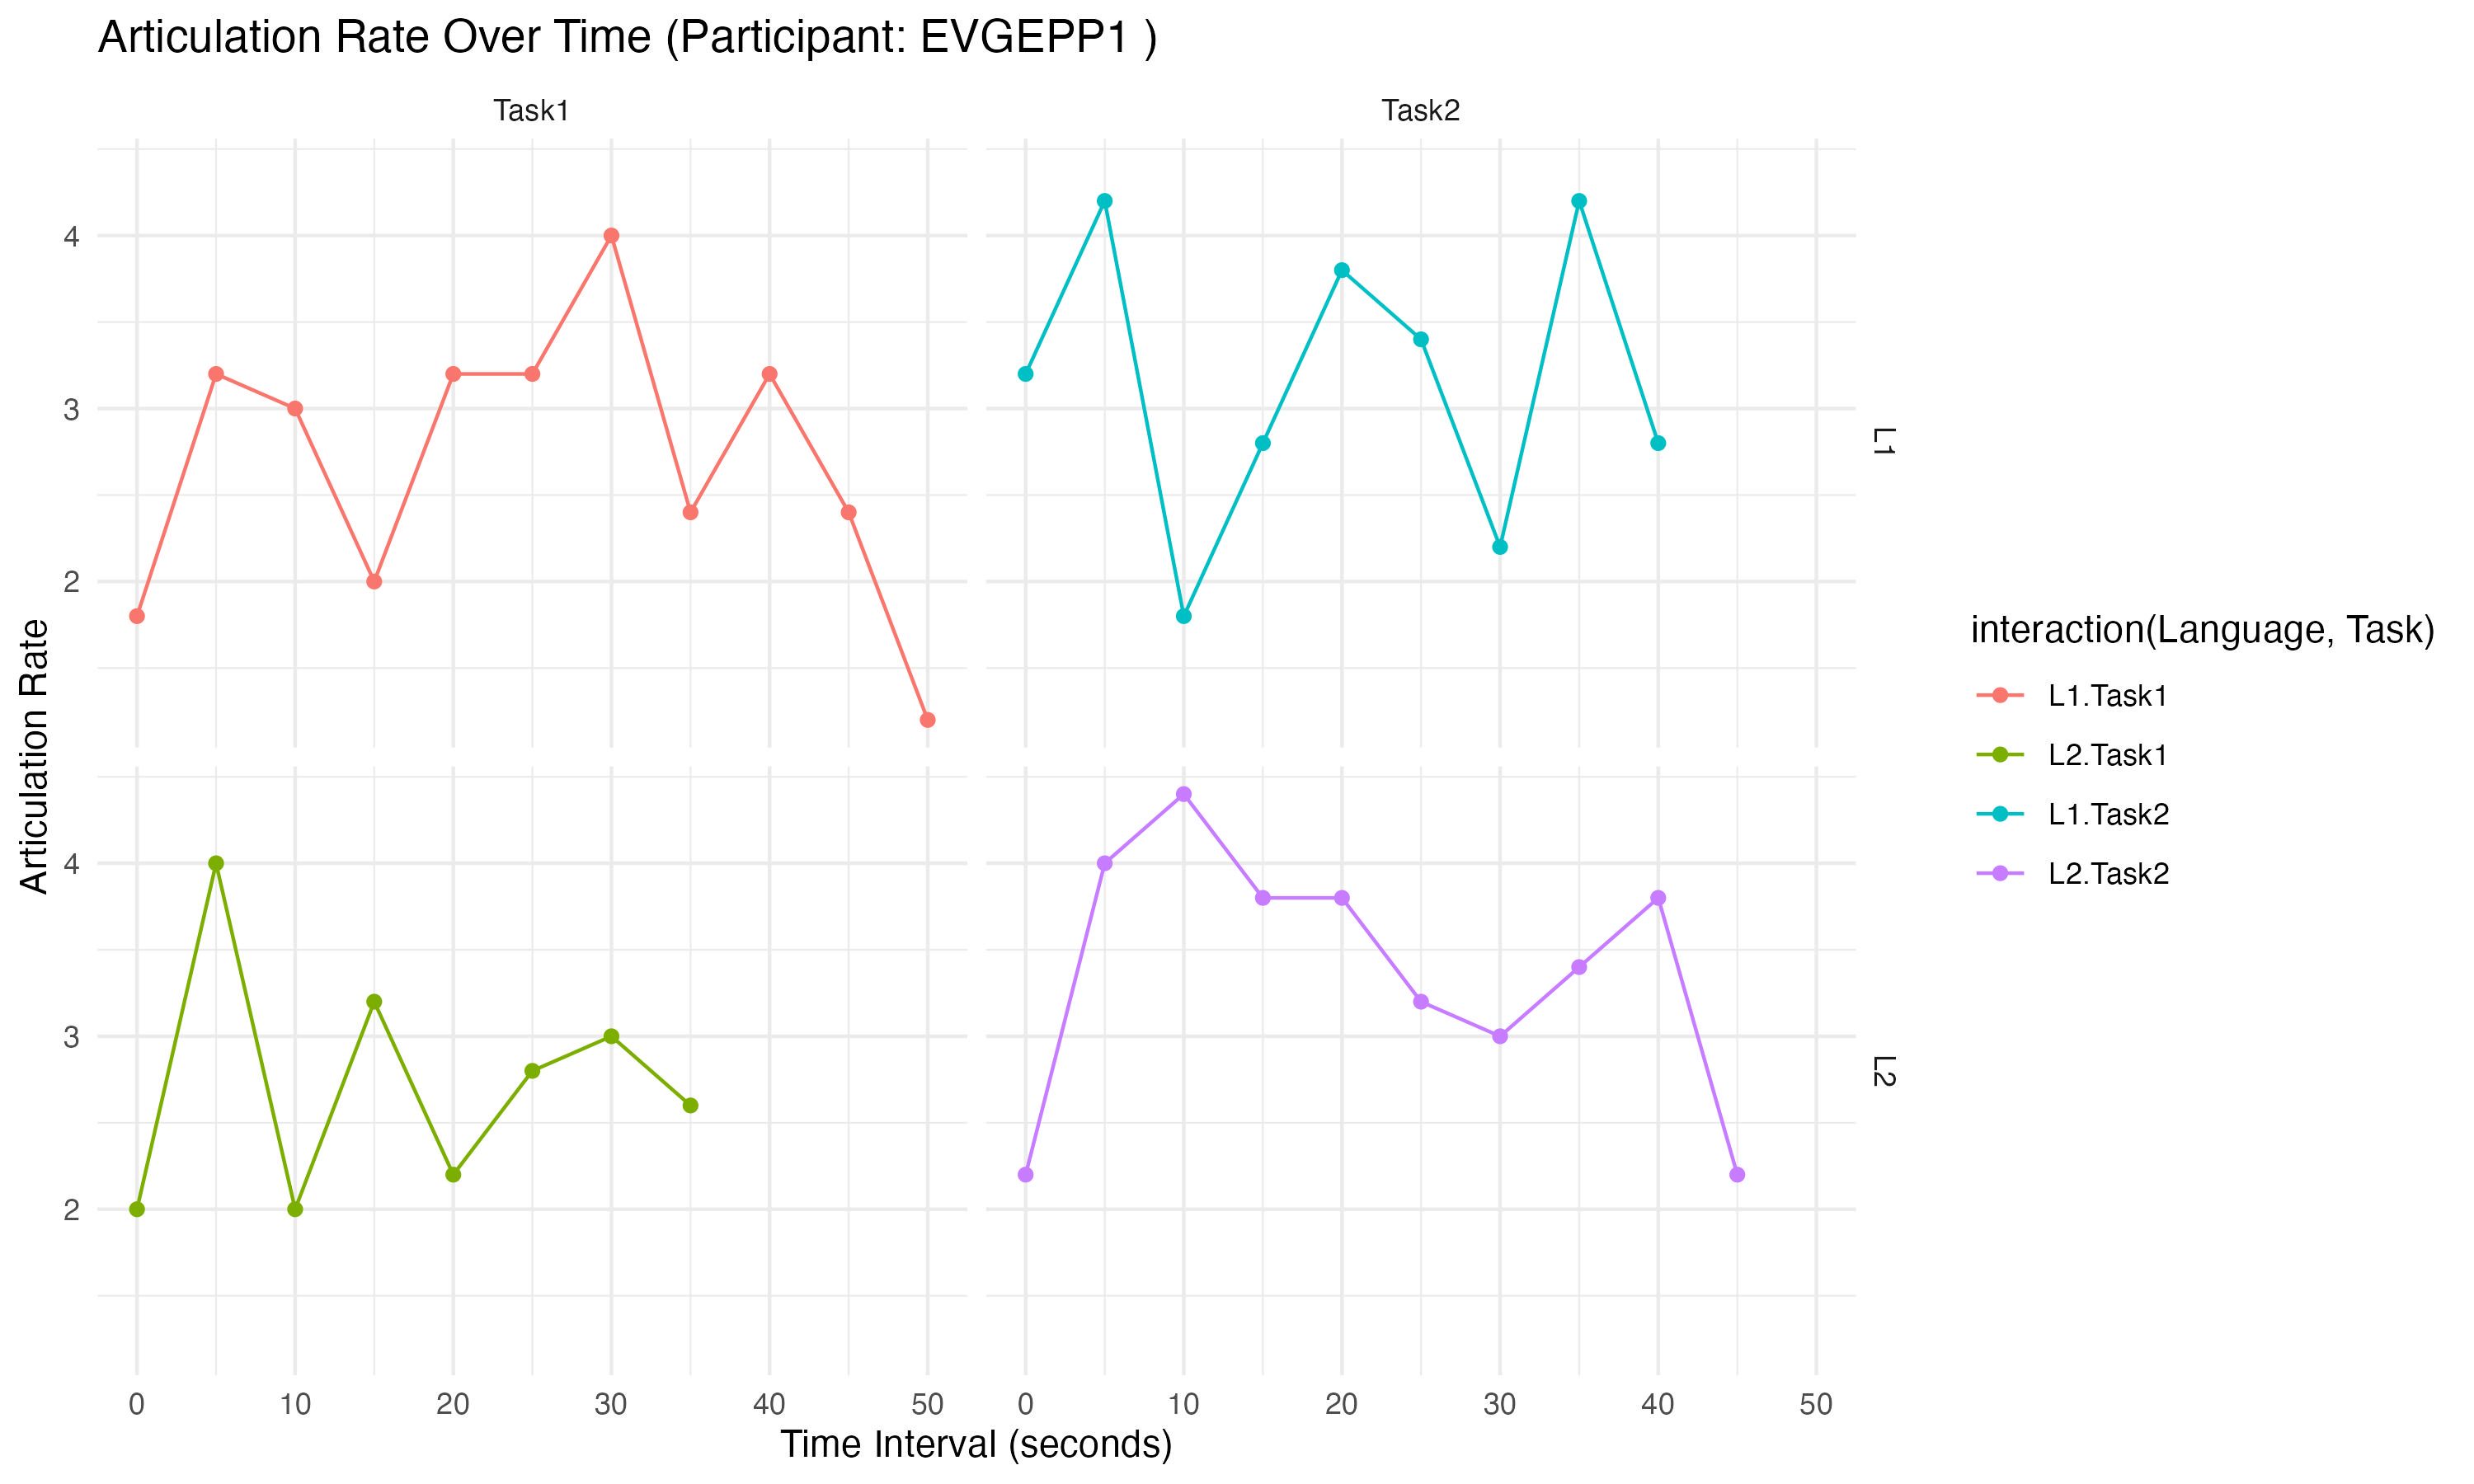 Articulation Rate Over Time (Participant: EVGEPP1 )
Task1
Task2
4
3
2
L1
Articulation Rate
4
3
2
L2
0 10 20 30 40 50
0 10 20 30 40 50
Time Interval (seconds)
interaction(Language, Task)
L1.Task1
L2.Task1
L1.Task2
L2.Task2